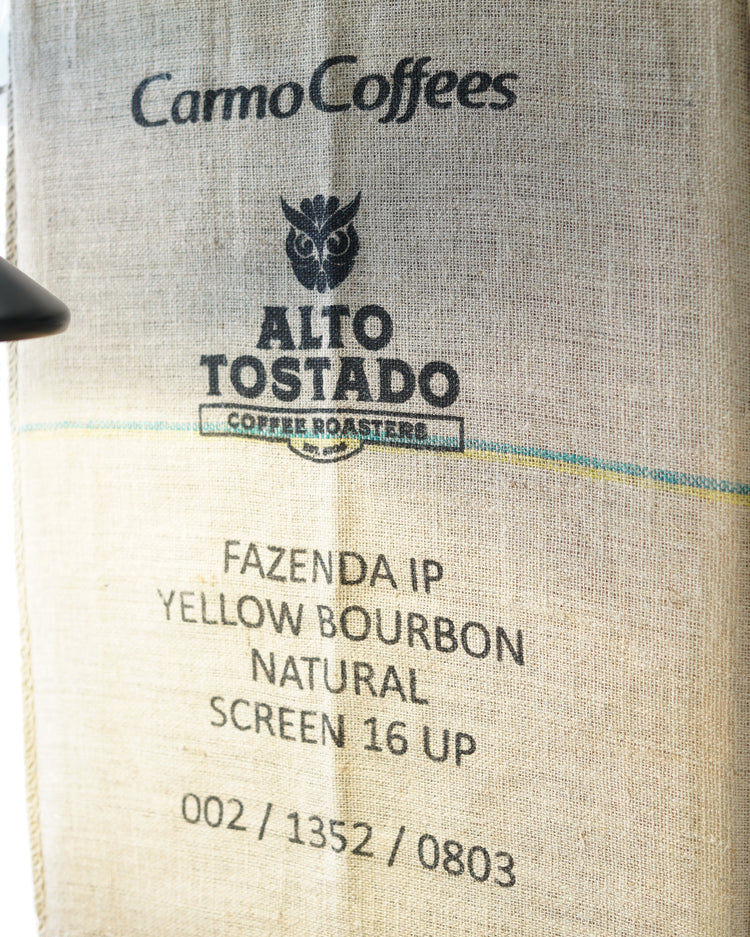 CarmoCoffees
ALTO
TOSTADO
COFFEE ROASTERS
FAZENDA IP
YELLOW BOURBON
NATURAL
SCREEN 16 UP
002 / 1352 / 0803